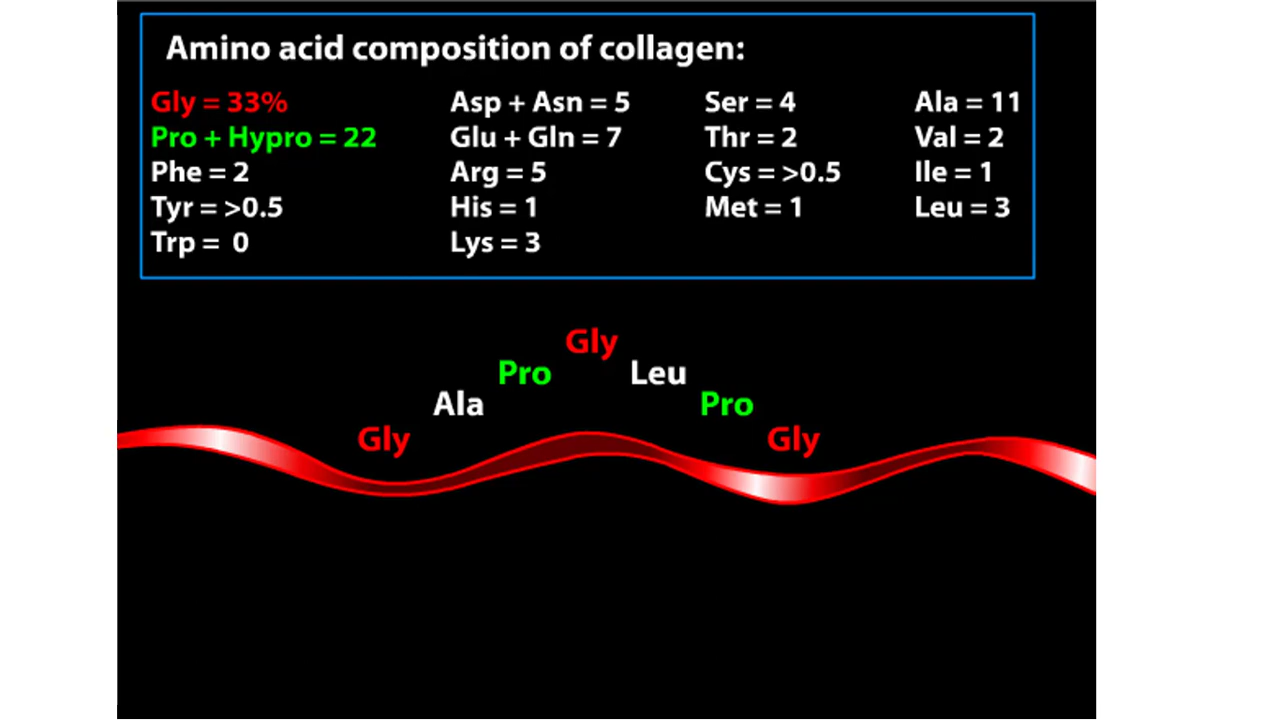 Amino acid composition of collagen:
Gly = 33% Asp + Asn = 5 Ser = 4 Ala = 11
Pro + Hypro = 22 Glu + Gln = 7 Thr = 2 Val = 2
Phe = 2 Arg = 5 Cys = >0.5 Ile = 1
Tyr = >0.5 His = 1 Met = 1 Leu = 3
Trp = 0 Lys = 3
Gly
Pro Leu
Ala Pro
Gly Gly